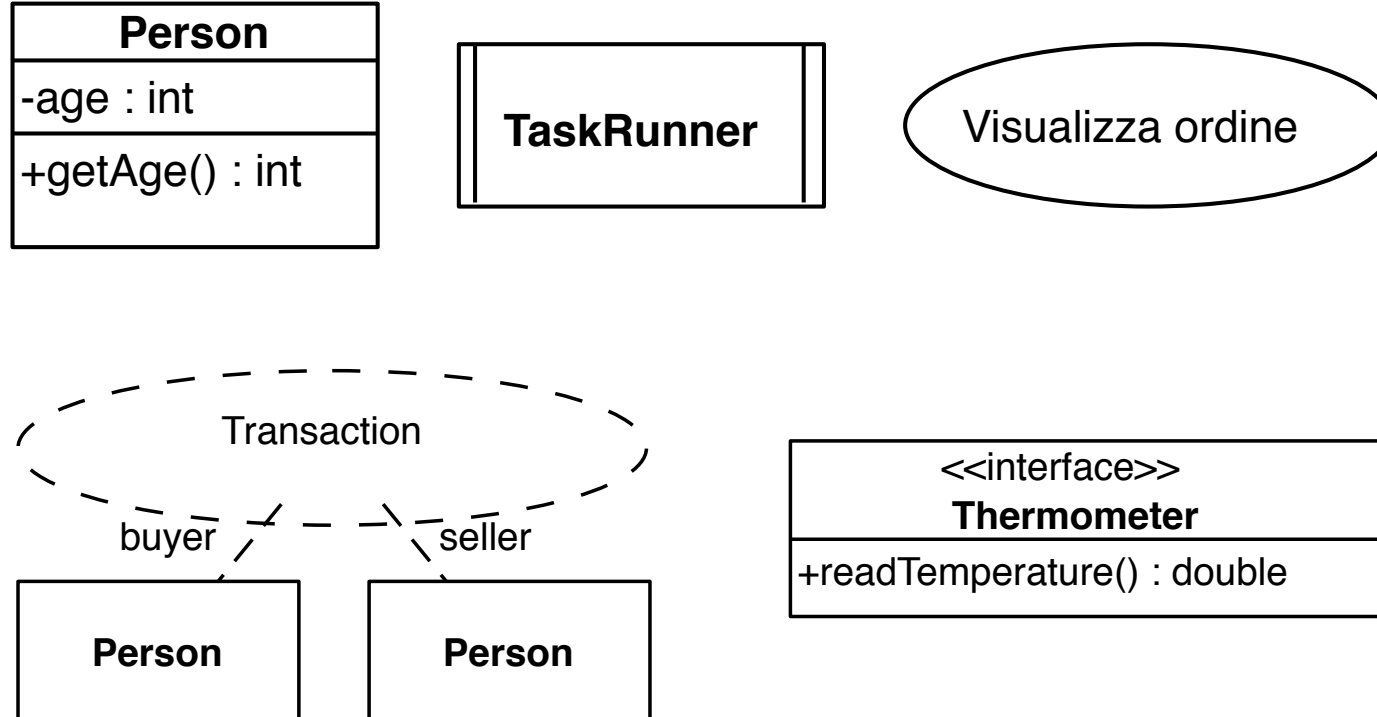 Person
-age : int
+getAge() : int
TaskRunner
Visualizza ordine
Transaction
buyer
seller
Person
Person
<<interface>>
Thermometer
+readTemperature() : double